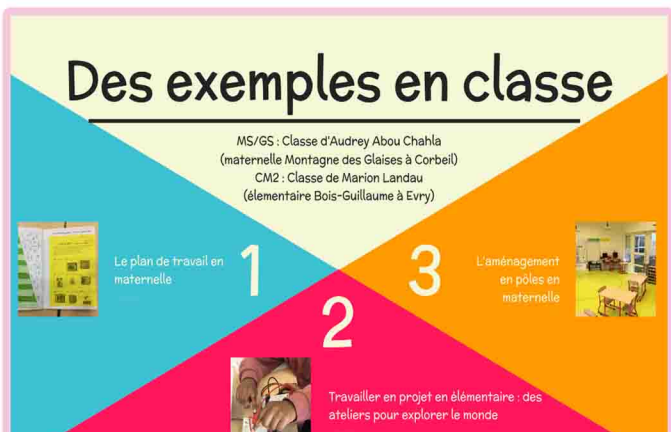 Des exemples en classe
MS/GS : Classe d'Audrey Abou Chahla
(maternelle Montagne des Glaises à Corbeil)
CM2 : Classe de Marion Landau
(élementaire Bois-Guillaume à Evry)
Le plan de travail en
maternelle
1
3
L'aménagement
en pôles en
maternelle
2
Travailler en projet en élémentaire : des
ateliers pour explorer le monde